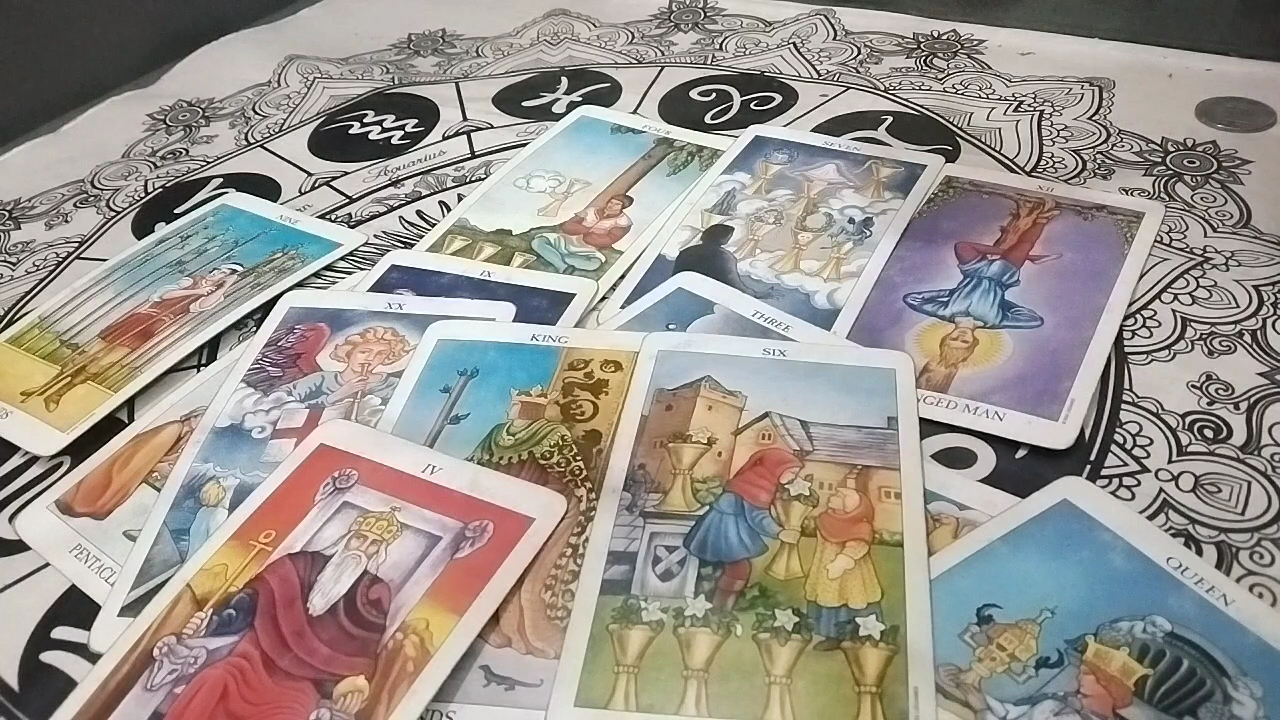 Aquarius
FOUR
SEVEN
XII
NINE
IX
XX
THREE
KING
SIX
NGED MAN
IV
QUEEN
PENTACL
NDS